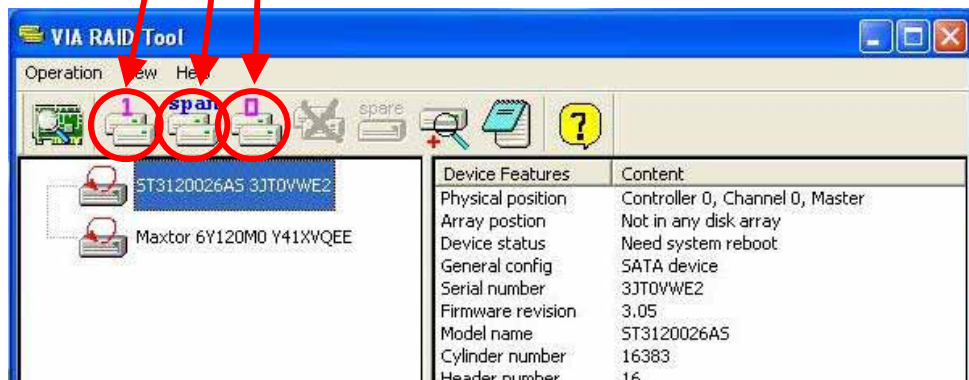 VIA RAID Tool
Operation View Help
1 span 0 spare ?
ST3120026AS 3JT0VWE2
Maxtor 6Y120M0 Y41XVQEE
Device Features Content
Physical position Controller 0, Channel 0, Master
Array postion Not in any disk array
Device status Need system reboot
General config SATA device
Serial number 3JT0VWE2
Firmware revision 3.05
Model name ST3120026AS
Cylinder number 16383
Header number 16